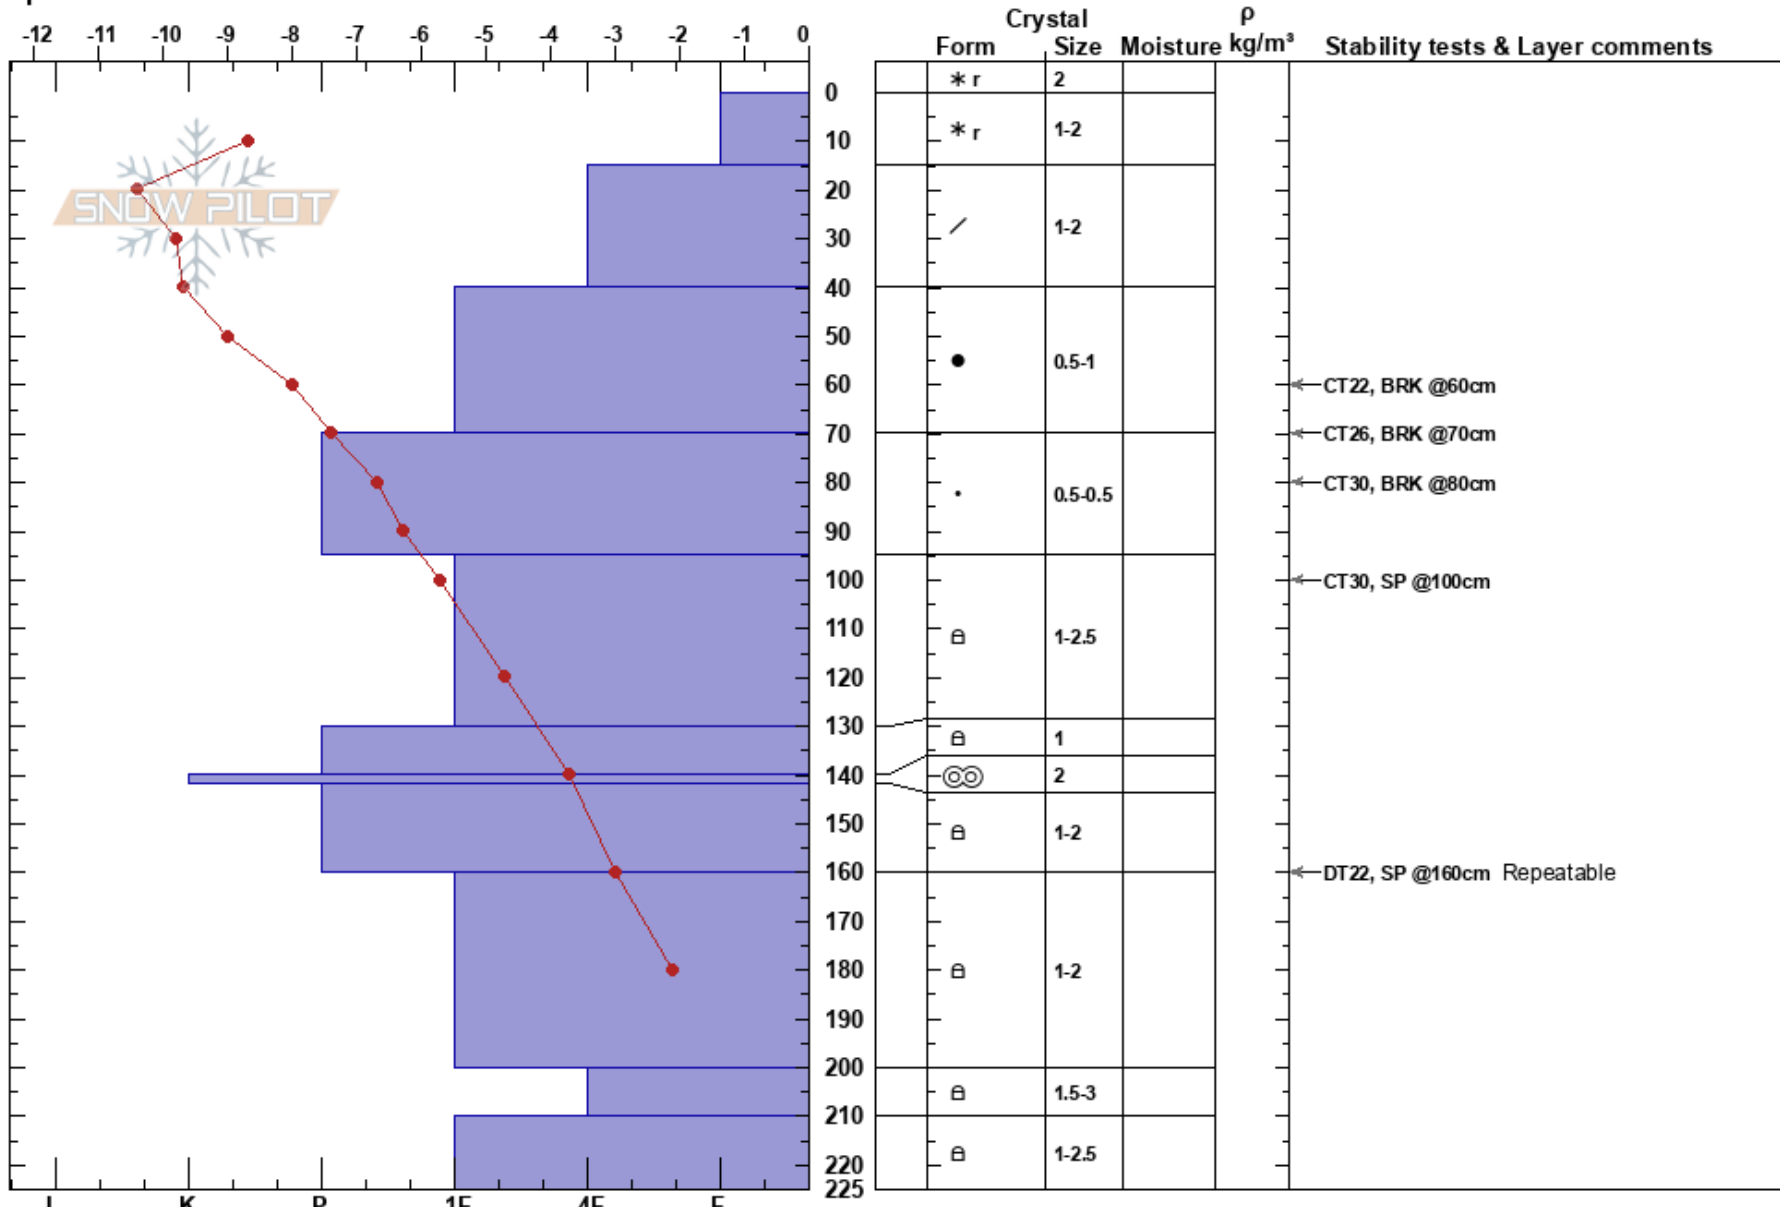 Crystal ρ
-12 -11 -10 -9 -8 -7 -6 -5 -4 -3 -2 -1 0 Form Size Moisture kg/m³ Stability tests & Layer comments
r 2
0
10 r 1-2
SNOW PILOT
20
30 1-2
40
50
0.5-1
60 CT22, BRK @60cm
70 CT26, BRK @70cm
80 0.5-0.5 CT30, BRK @80cm
90
100 CT30, SP @100cm
110 1-2.5
120
130 1
140 2
150 1-2
160 DT22, SP @160cm Repeatable
170
180 1-2
190
200
1.5-3
210
1-2.5
220
225
I K P 1F 4F F